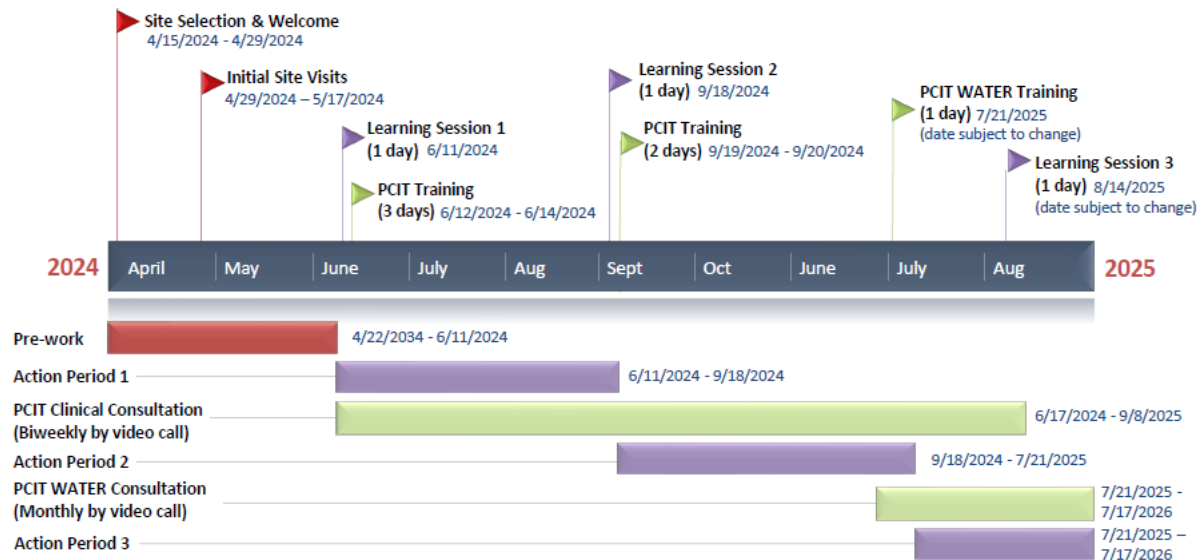 Site Selection & Welcome
4/15/2024 - 4/29/2024
Initial Site Visits
4/29/2024 – 5/17/2024
Learning Session 1
(1 day) 6/11/2024
PCIT Training
(3 days) 6/12/2024 - 6/14/2024
Learning Session 2
(1 day) 9/18/2024
PCIT Training
(2 days) 9/19/2024 - 9/20/2024
PCIT WATER Training
(1 day) 7/21/2025
(date subject to change)
Learning Session 3
(1 day) 8/14/2025
(date subject to change)
2024 April May June July Aug Sept Oct June July Aug 2025
Pre-work 4/22/2034 - 6/11/2024
Action Period 1 6/11/2024 - 9/18/2024
PCIT Clinical Consultation
(Biweekly by video call)
6/17/2024 - 9/8/2025
Action Period 2 9/18/2024 - 7/21/2025
PCIT WATER Consultation
(Monthly by video call)
7/21/2025 -
7/17/2026
Action Period 3
7/21/2025 –
7/17/2026